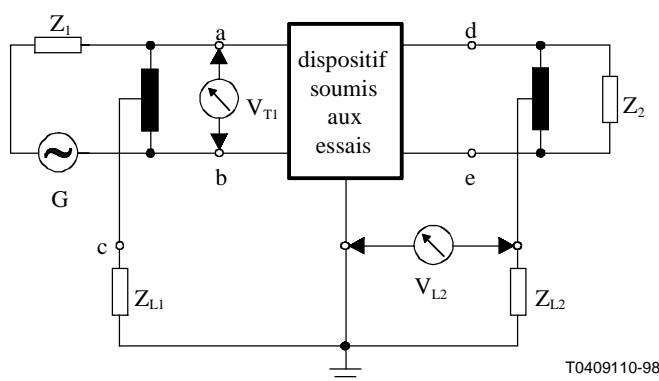 Z1
a
d
dispositif
soumis
aux
essais
VT1
Z2
G
b
e
c
ZL1
VL2
ZL2
T0409110-98